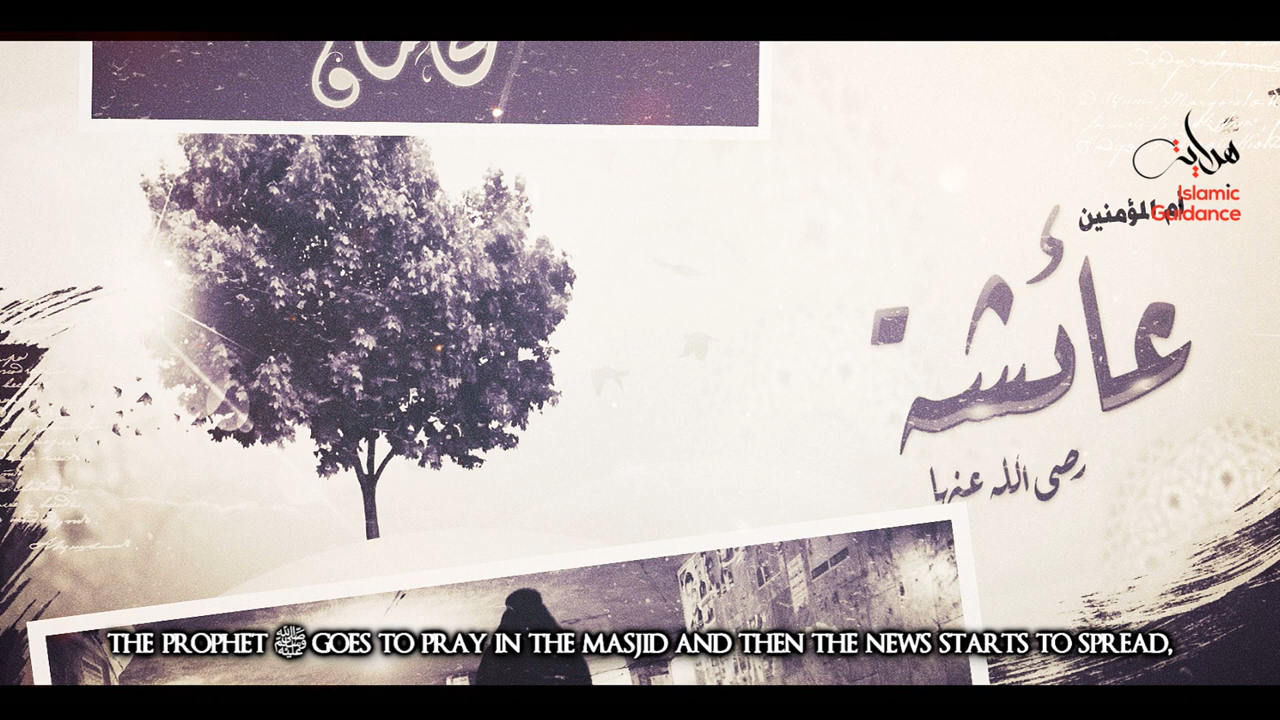 هداية
Islamic
Guidance
أم المؤمنين
عائشة
رضى الله عنها
THE PROPHET ﷺ GOES TO PRAY IN THE MASJID AND THEN THE NEWS STARTS TO SPREAD,